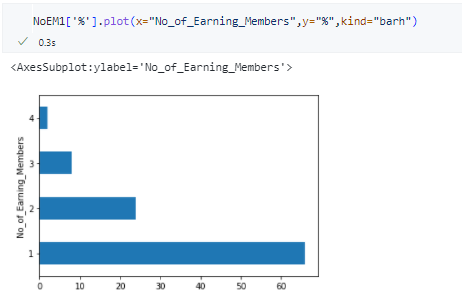 NoEM1['%'].plot(x="No_of_Earning_Members",y="%",kind="barh")
✓ 0.3s
<AxesSubplot:ylabel='No_of_Earning_Members'>
No_of_Earning_Members
4
3
2
1
0 10 20 30 40 50 60